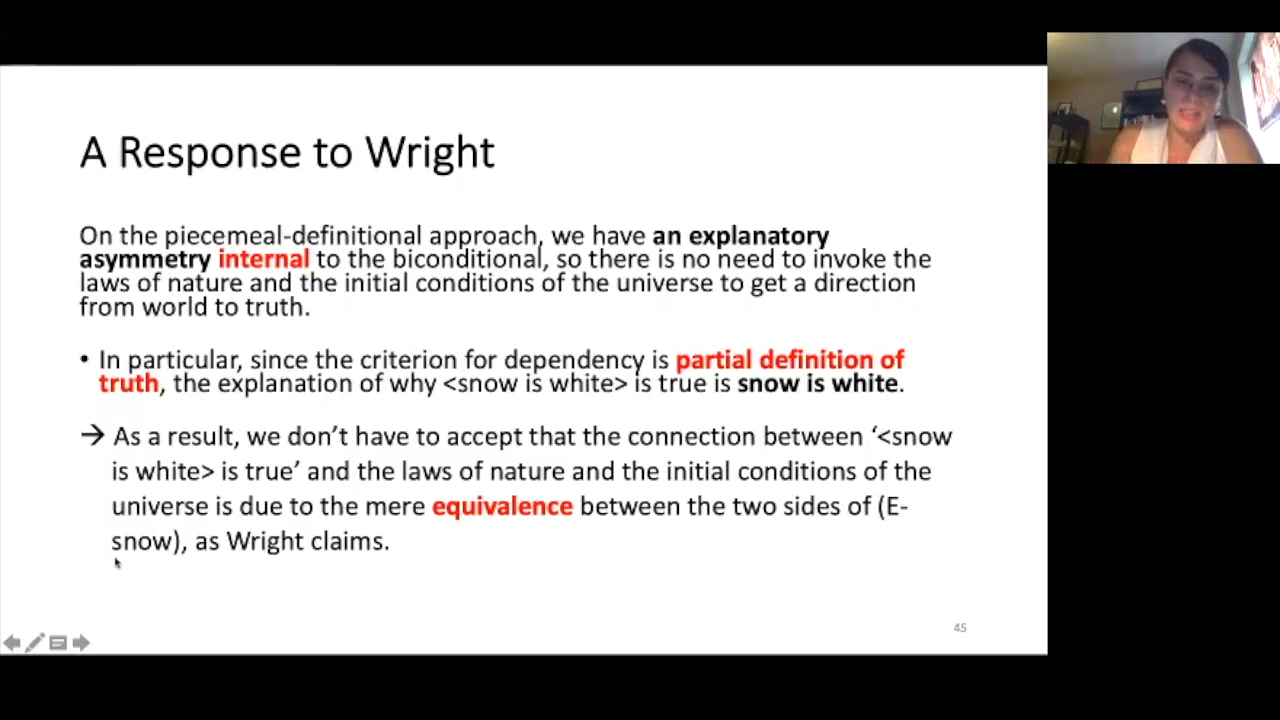 A Response to Wright
On the piecemeal-definitional approach, we have an explanatory
asymmetry internal to the biconditional, so there is no need to invoke the
laws of nature and the initial conditions of the universe to get a direction
from world to truth.
• In particular, since the criterion for dependency is partial definition of
truth, the explanation of why <snow is white> is true is snow is white.
→ As a result, we don’t have to accept that the connection between ‘<snow
is white> is true’ and the laws of nature and the initial conditions of the
universe is due to the mere equivalence between the two sides of (E-
snow), as Wright claims.
45